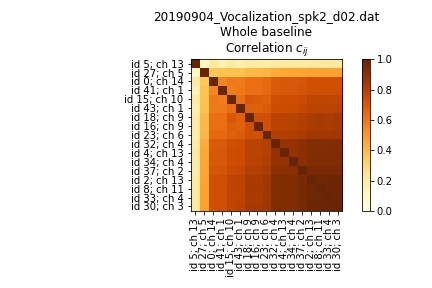 20190904_Vocalization_spk2_d02.dat
Whole baseline
Correlation c_{ij}
id 5; ch 13
id 27; ch 5
id 0; ch 14
id 41; ch 1
id 15; ch 10
id 43; ch 1
id 18; ch 9
id 16; ch 9
id 23; ch 6
id 32; ch 4
id 4; ch 13
id 34; ch 4
id 37; ch 2
id 2; ch 13
id 8; ch 11
id 33; ch 4
id 30; ch 3
1.0
0.8
0.6
0.4
0.2
0.0
id 5; ch 13
id 27; ch 5
id 0; ch 14
id 41; ch 1
id 15; ch 10
id 43; ch 1
id 18; ch 9
id 16; ch 9
id 23; ch 6
id 32; ch 4
id 4; ch 13
id 34; ch 4
id 37; ch 2
id 2; ch 13
id 8; ch 11
id 33; ch 4
id 30; ch 3